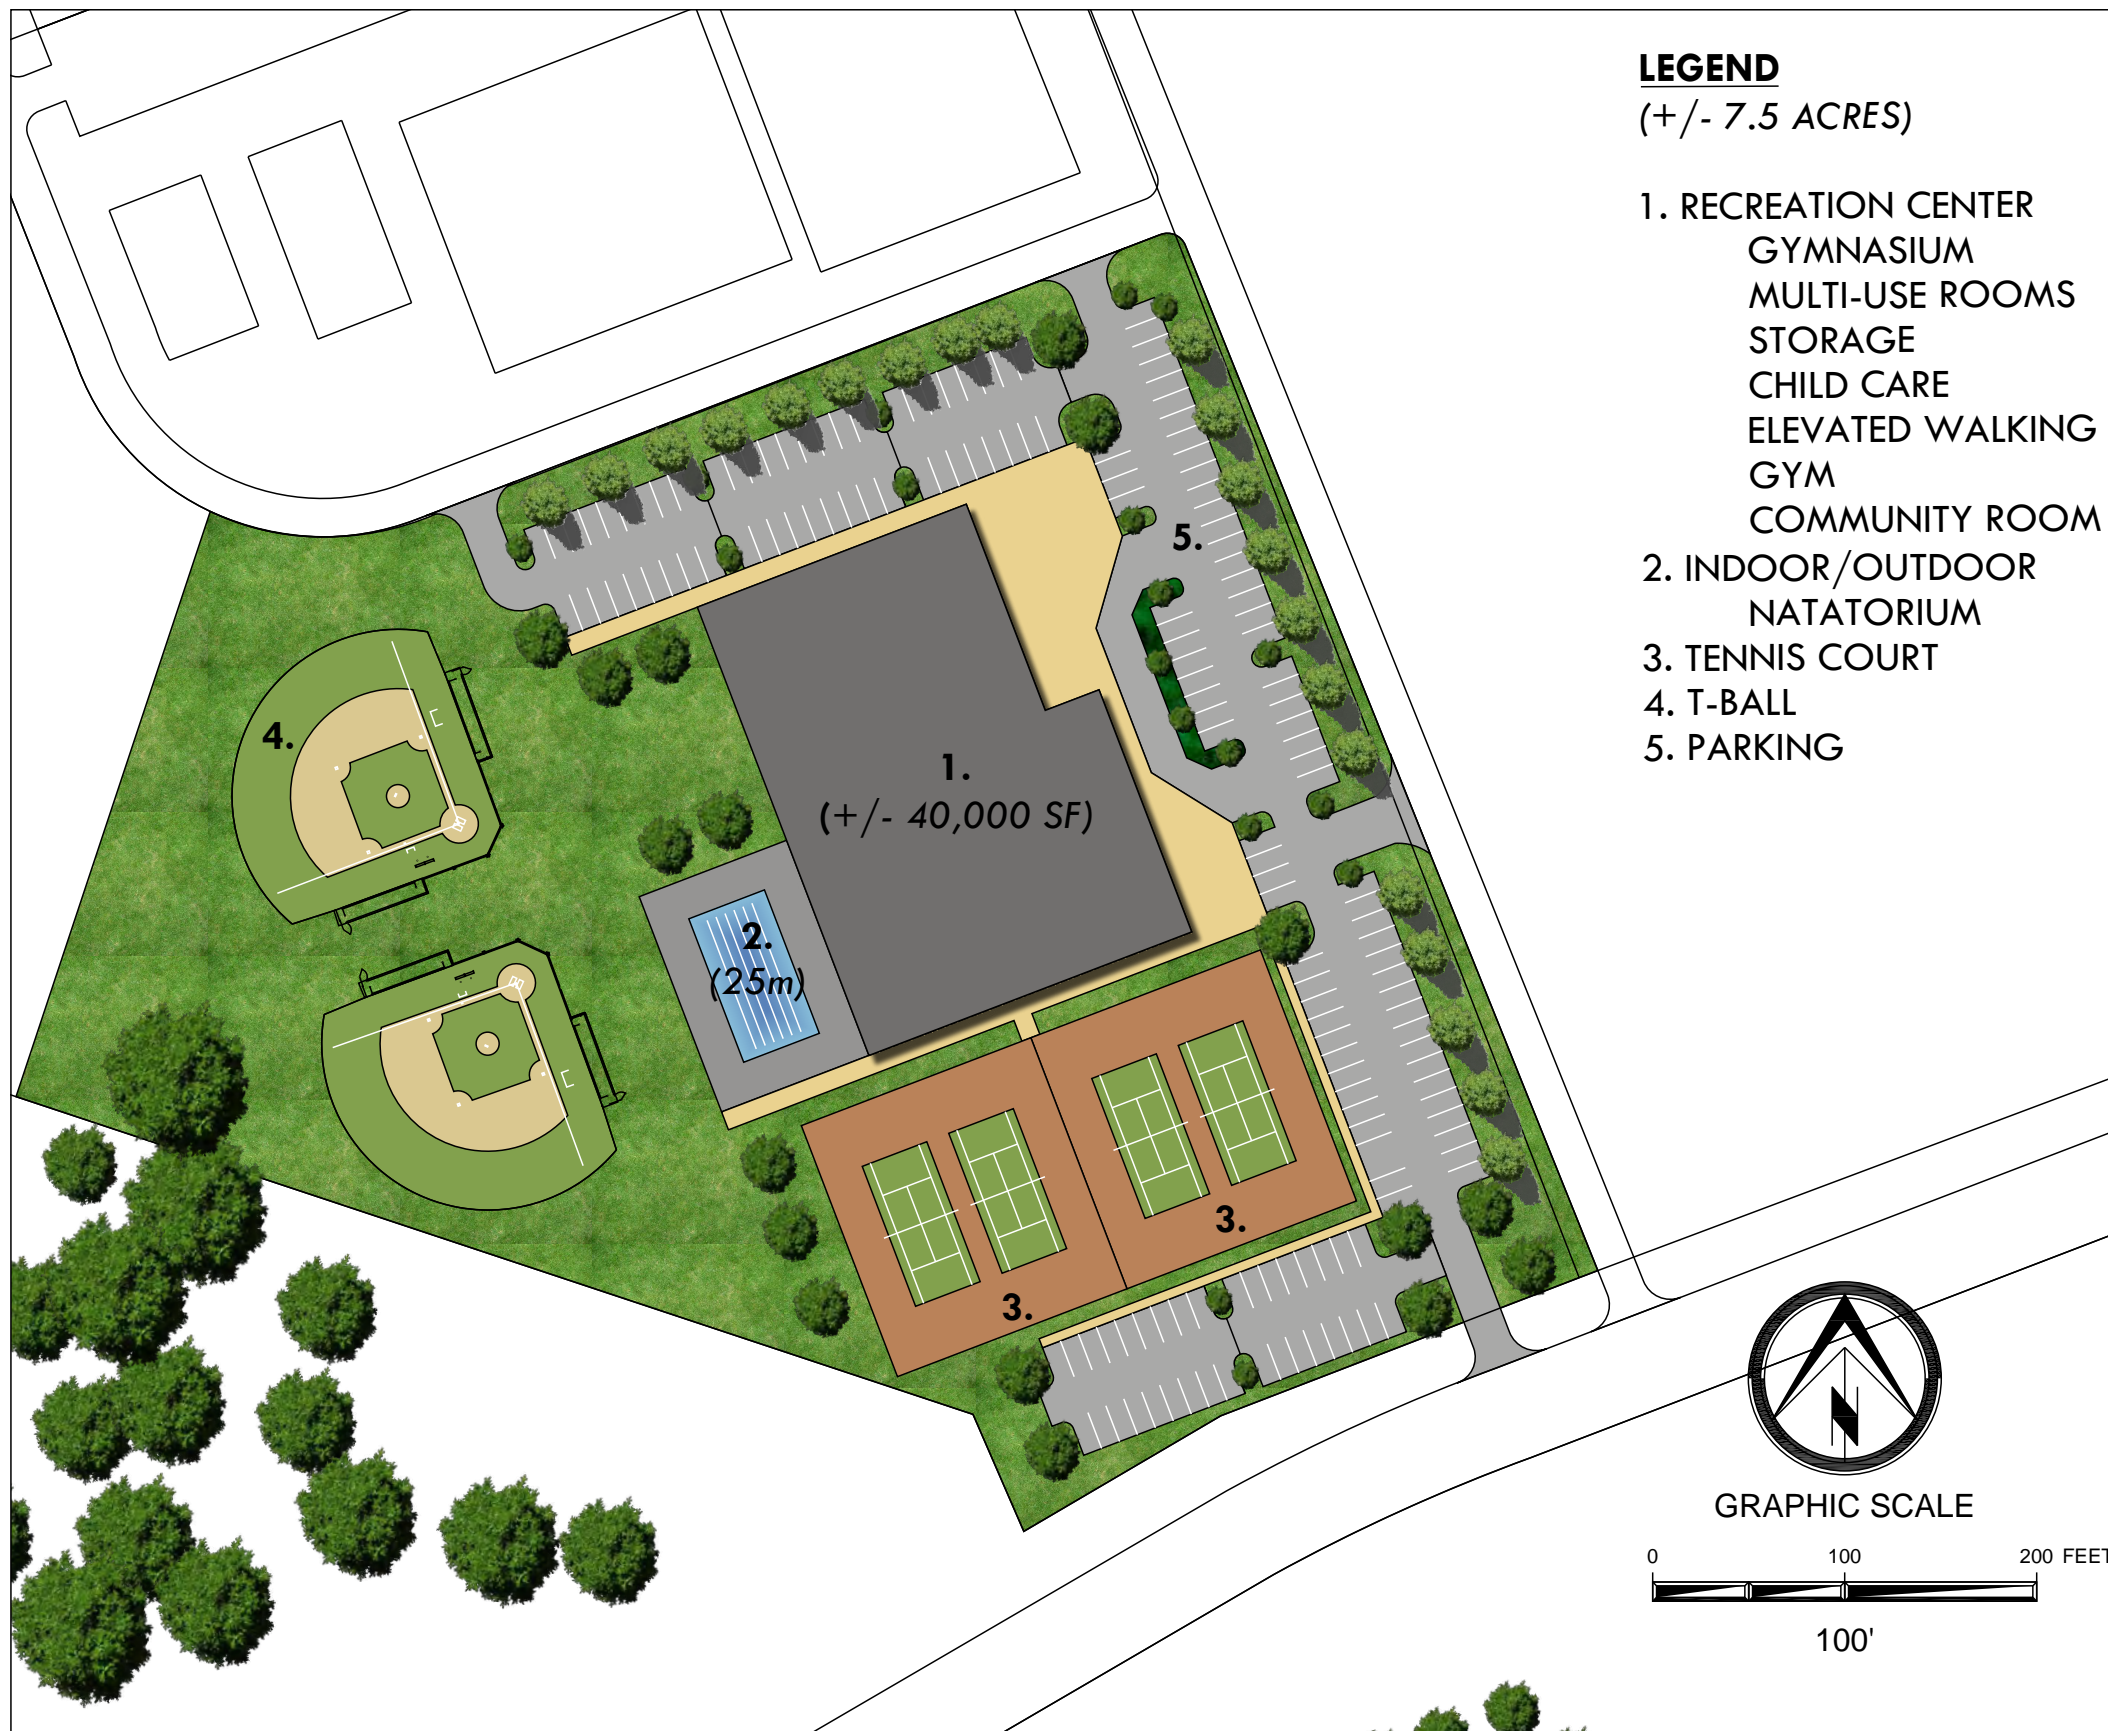 LEGEND
(+/- 7.5 ACRES)
1. RECREATION CENTER
GYMNASIUM
MULTI-USE ROOMS
STORAGE
CHILD CARE
ELEVATED WALKING
GYM
COMMUNITY ROOM
2. INDOOR/OUTDOOR
NATATORIUM
3. TENNIS COURT
4. T-BALL
5. PARKING
5.
4.
1.
(+/- 40,000 SF)
2.
(25m)
3.
3.
N
GRAPHIC SCALE
0 100 200 FEET
100'